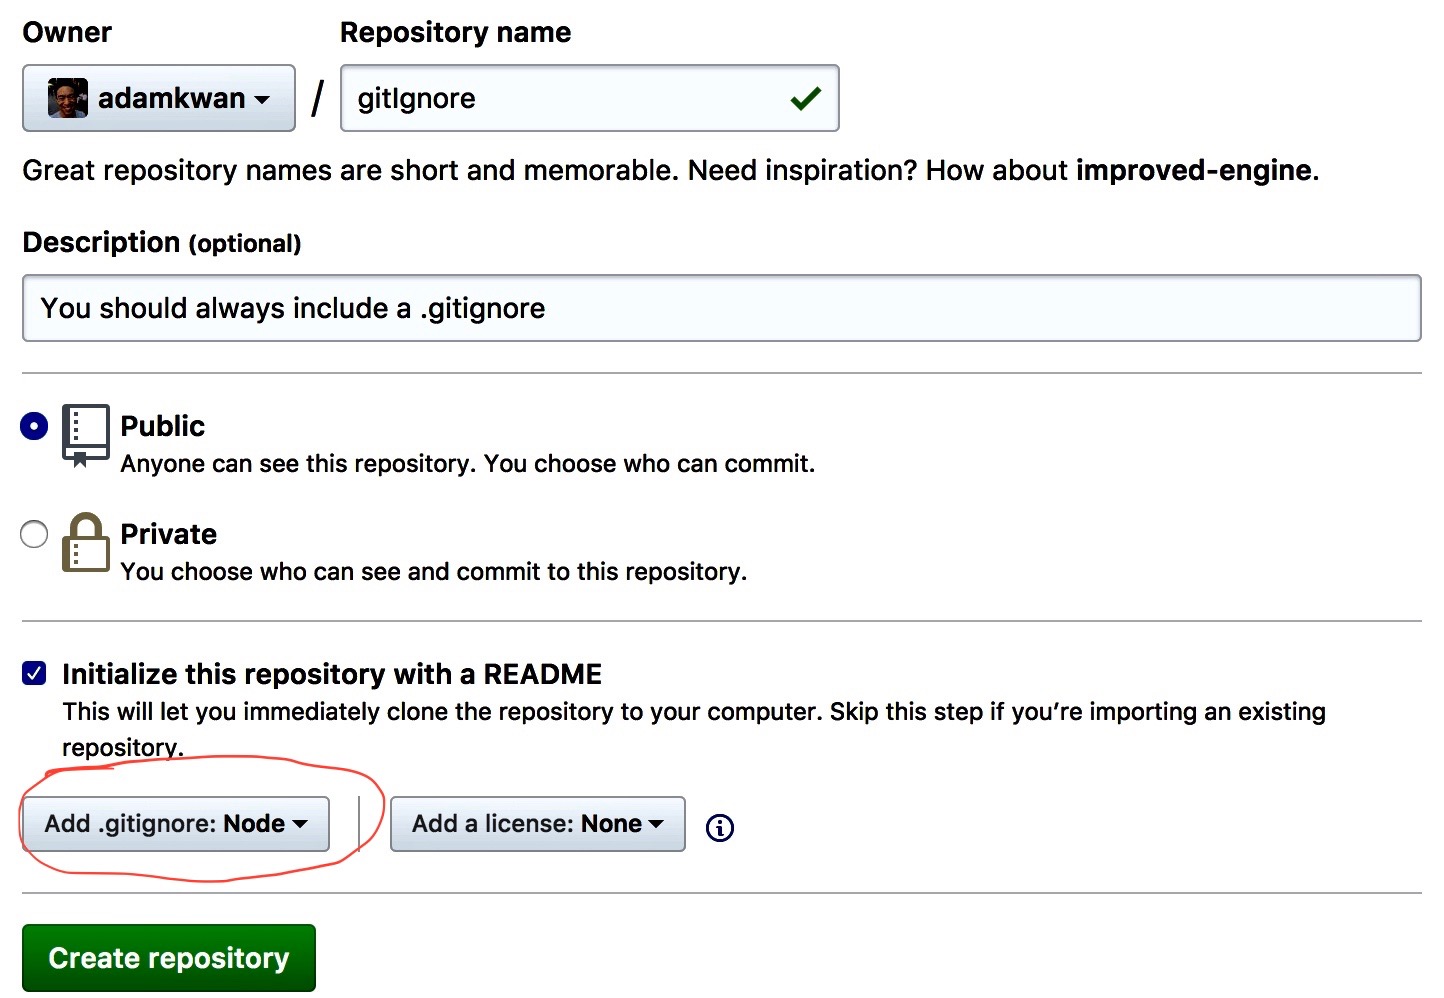 Owner Repository name
adamkwan / gitIgnore
Great repository names are short and memorable. Need inspiration? How about improved-engine.
Description (optional)
You should always include a .gitignore
Public
Anyone can see this repository. You choose who can commit.
Private
You choose who can see and commit to this repository.
Initialize this repository with a README
This will let you immediately clone the repository to your computer. Skip this step if you’re importing an existing
repository.
Add .gitignore: Node Add a license: None
Create repository